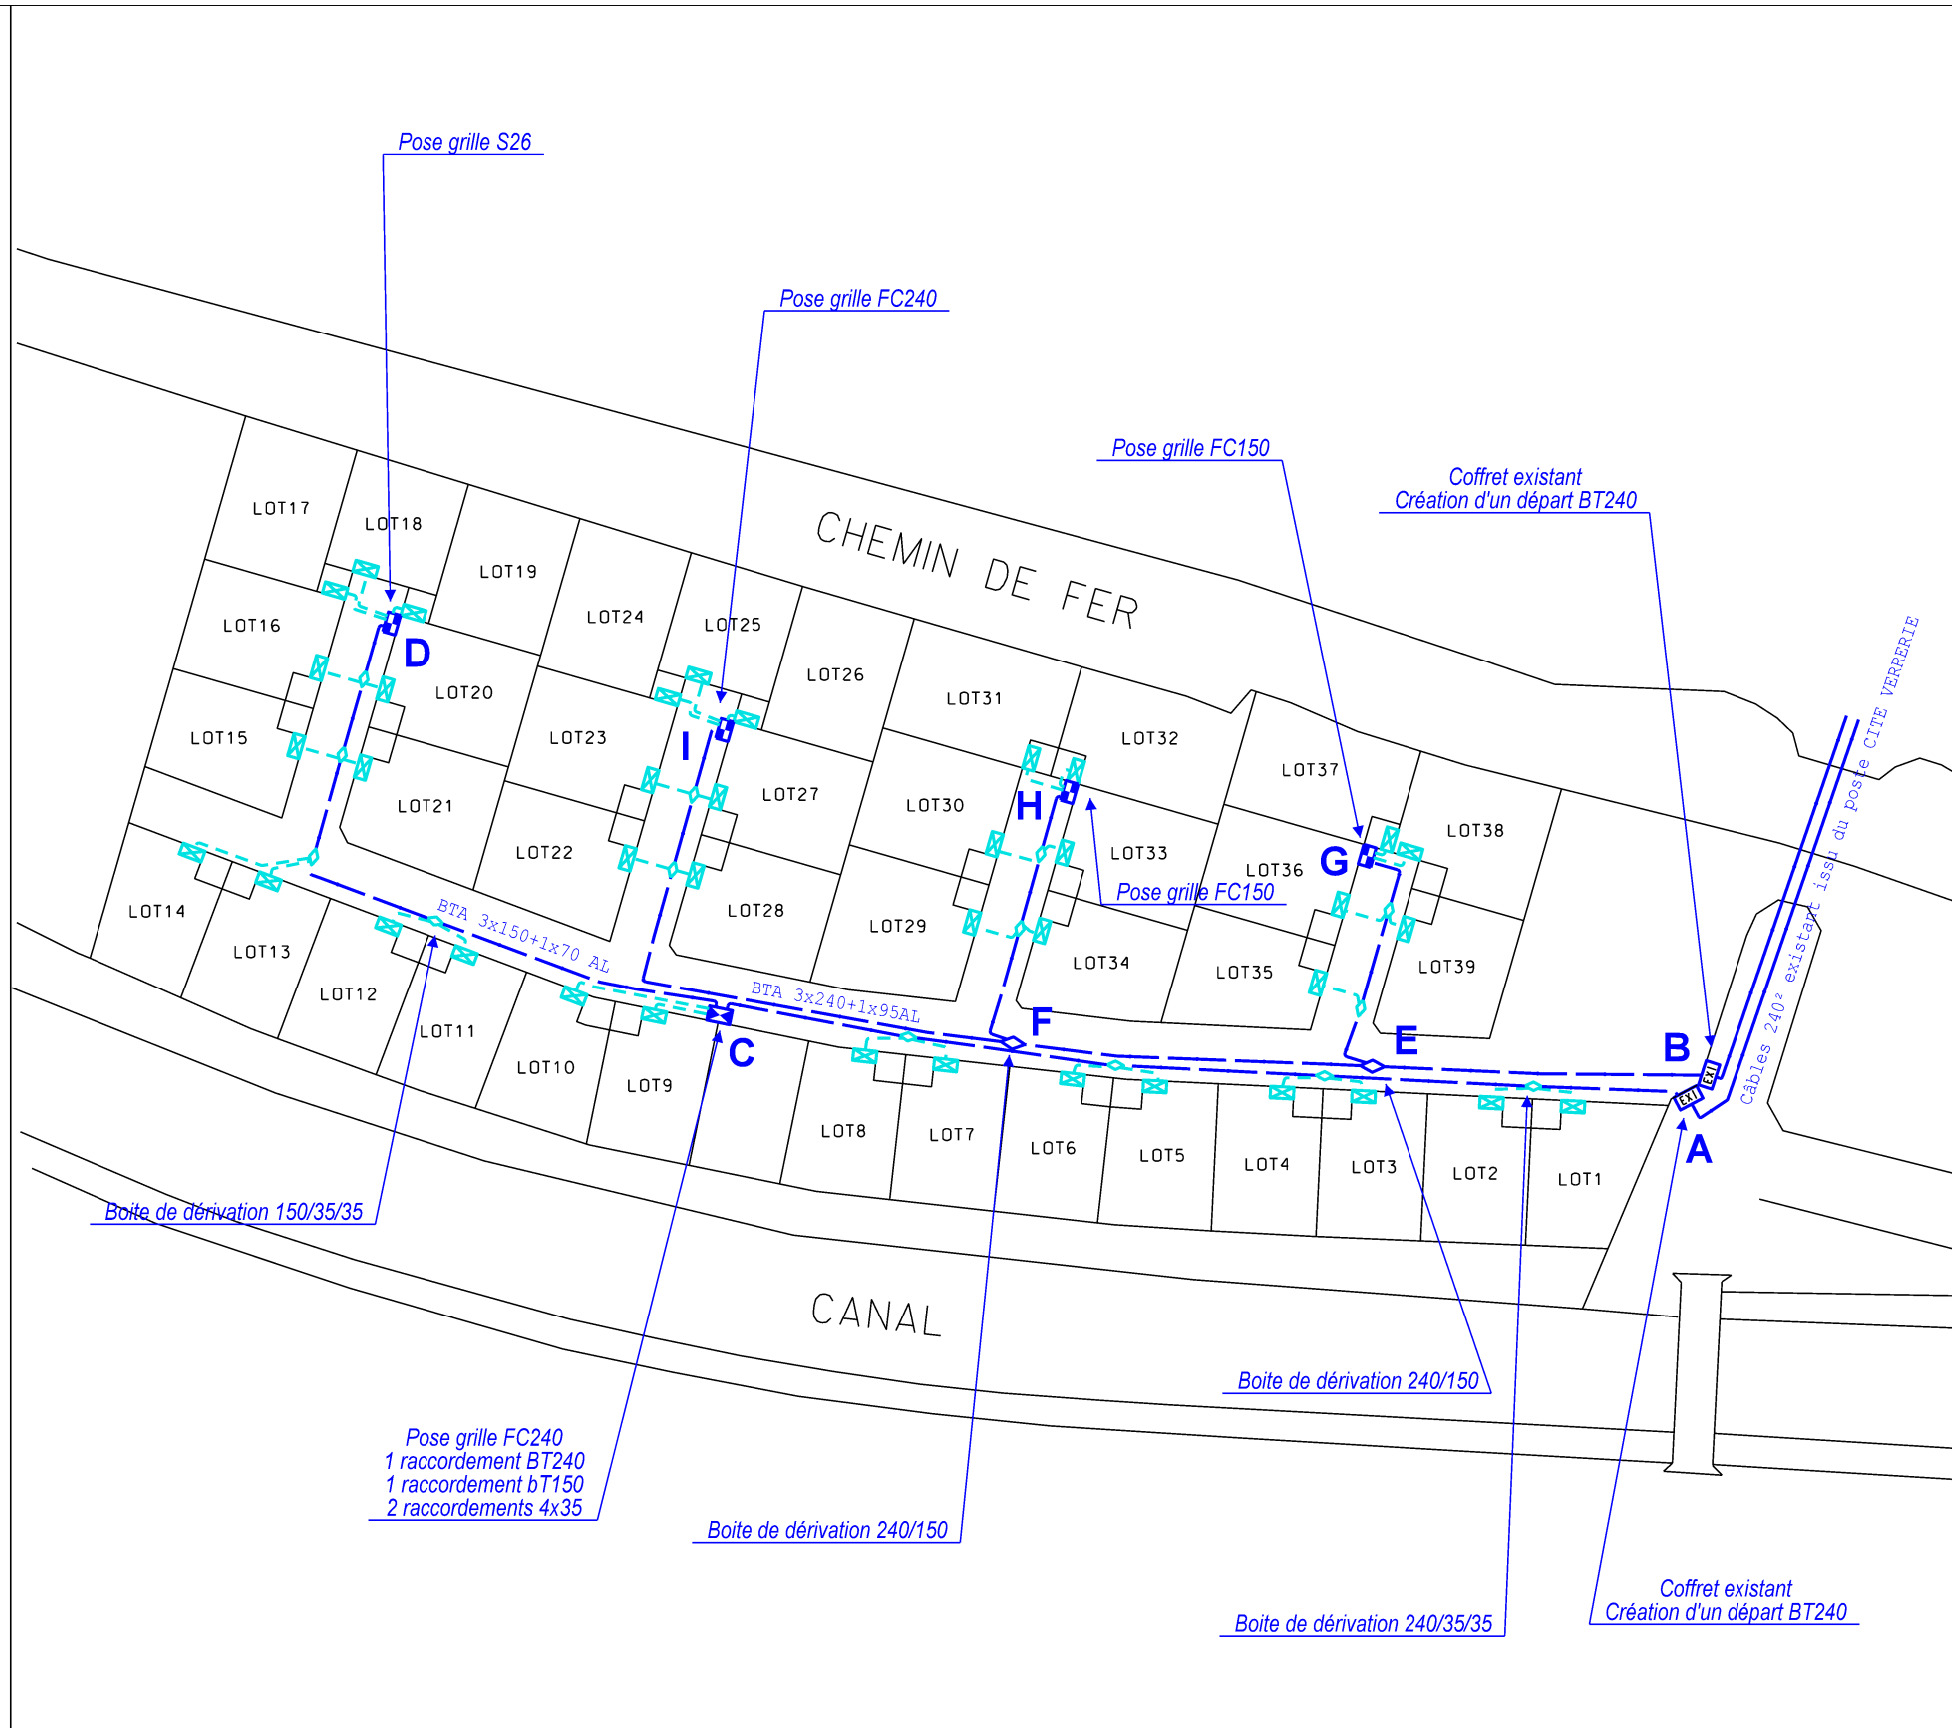 Pose grille S26
Pose grille FC240
Pose grille FC150
Coffret existant
Création d'un départ BT240
CHEMIN DE FER
LOT17
LOT18
LOT19
LOT24
LOT25
LOT16
LOT26
LOT31
LOT32
LOT37
LOT38
D
LOT20
LOT15
LOT23
I
LOT27
LOT30
H
LOT33
G
LOT36
LOT21
LOT22
Pose grille FC150
LOT14
LOT28
LOT29
LOT34
LOT35
LOT39
BTA 3x150+1x70 AL
BTA 3x240+1x95AL
Câbles 240² existant issu du poste CITE VERRERIE
LOT13
LOT12
LOT11
LOT10
LOT9
C
F
E
B
A
LOT8
LOT7
LOT6
LOT5
LOT4
LOT3
LOT2
LOT1
EXI
EXI
Boite de dérivation 150/35/35
CANAL
Boite de dérivation 240/150
Pose grille FC240
1 raccordement BT240
1 raccordement bT150
2 raccordements 4x35
Boite de dérivation 240/150
Boite de dérivation 240/35/35
Coffret existant
Création d'un départ BT240